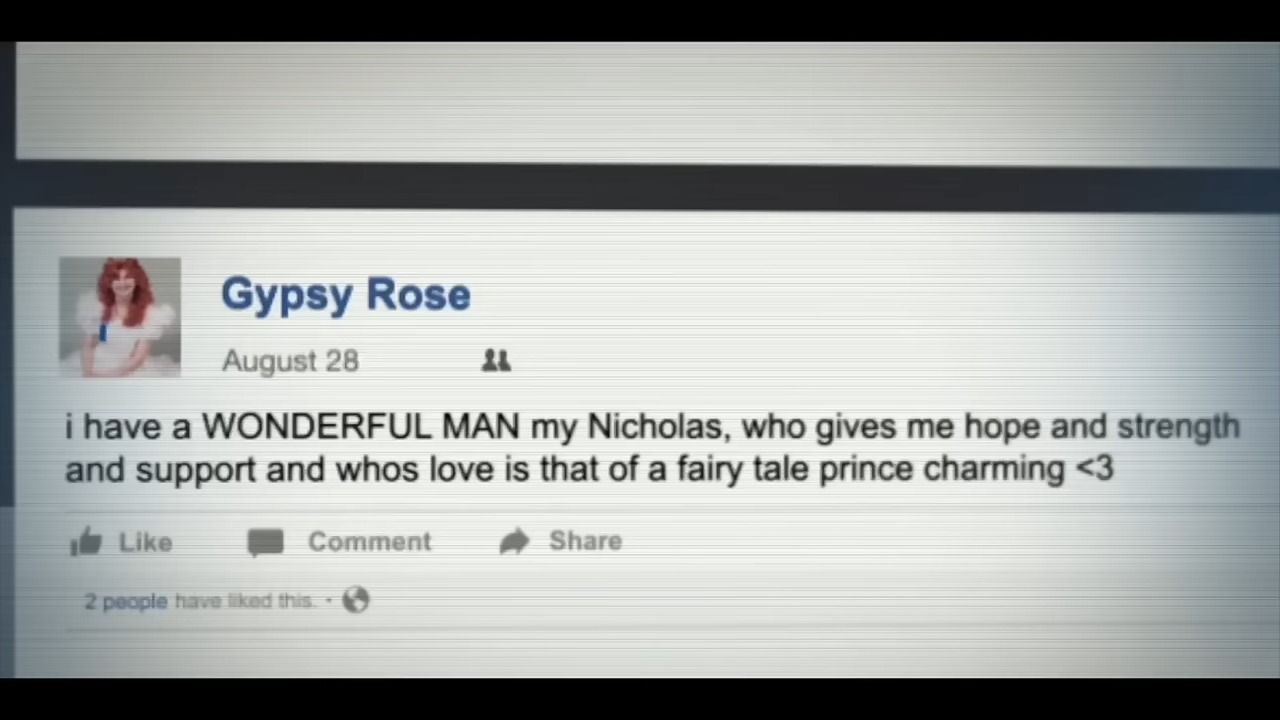 Gypsy Rose
August 28
i have a WONDERFUL MAN my Nicholas, who gives me hope and strength
and support and whos love is that of a fairy tale prince charming <3
Like Comment Share
2 people have liked this. ·